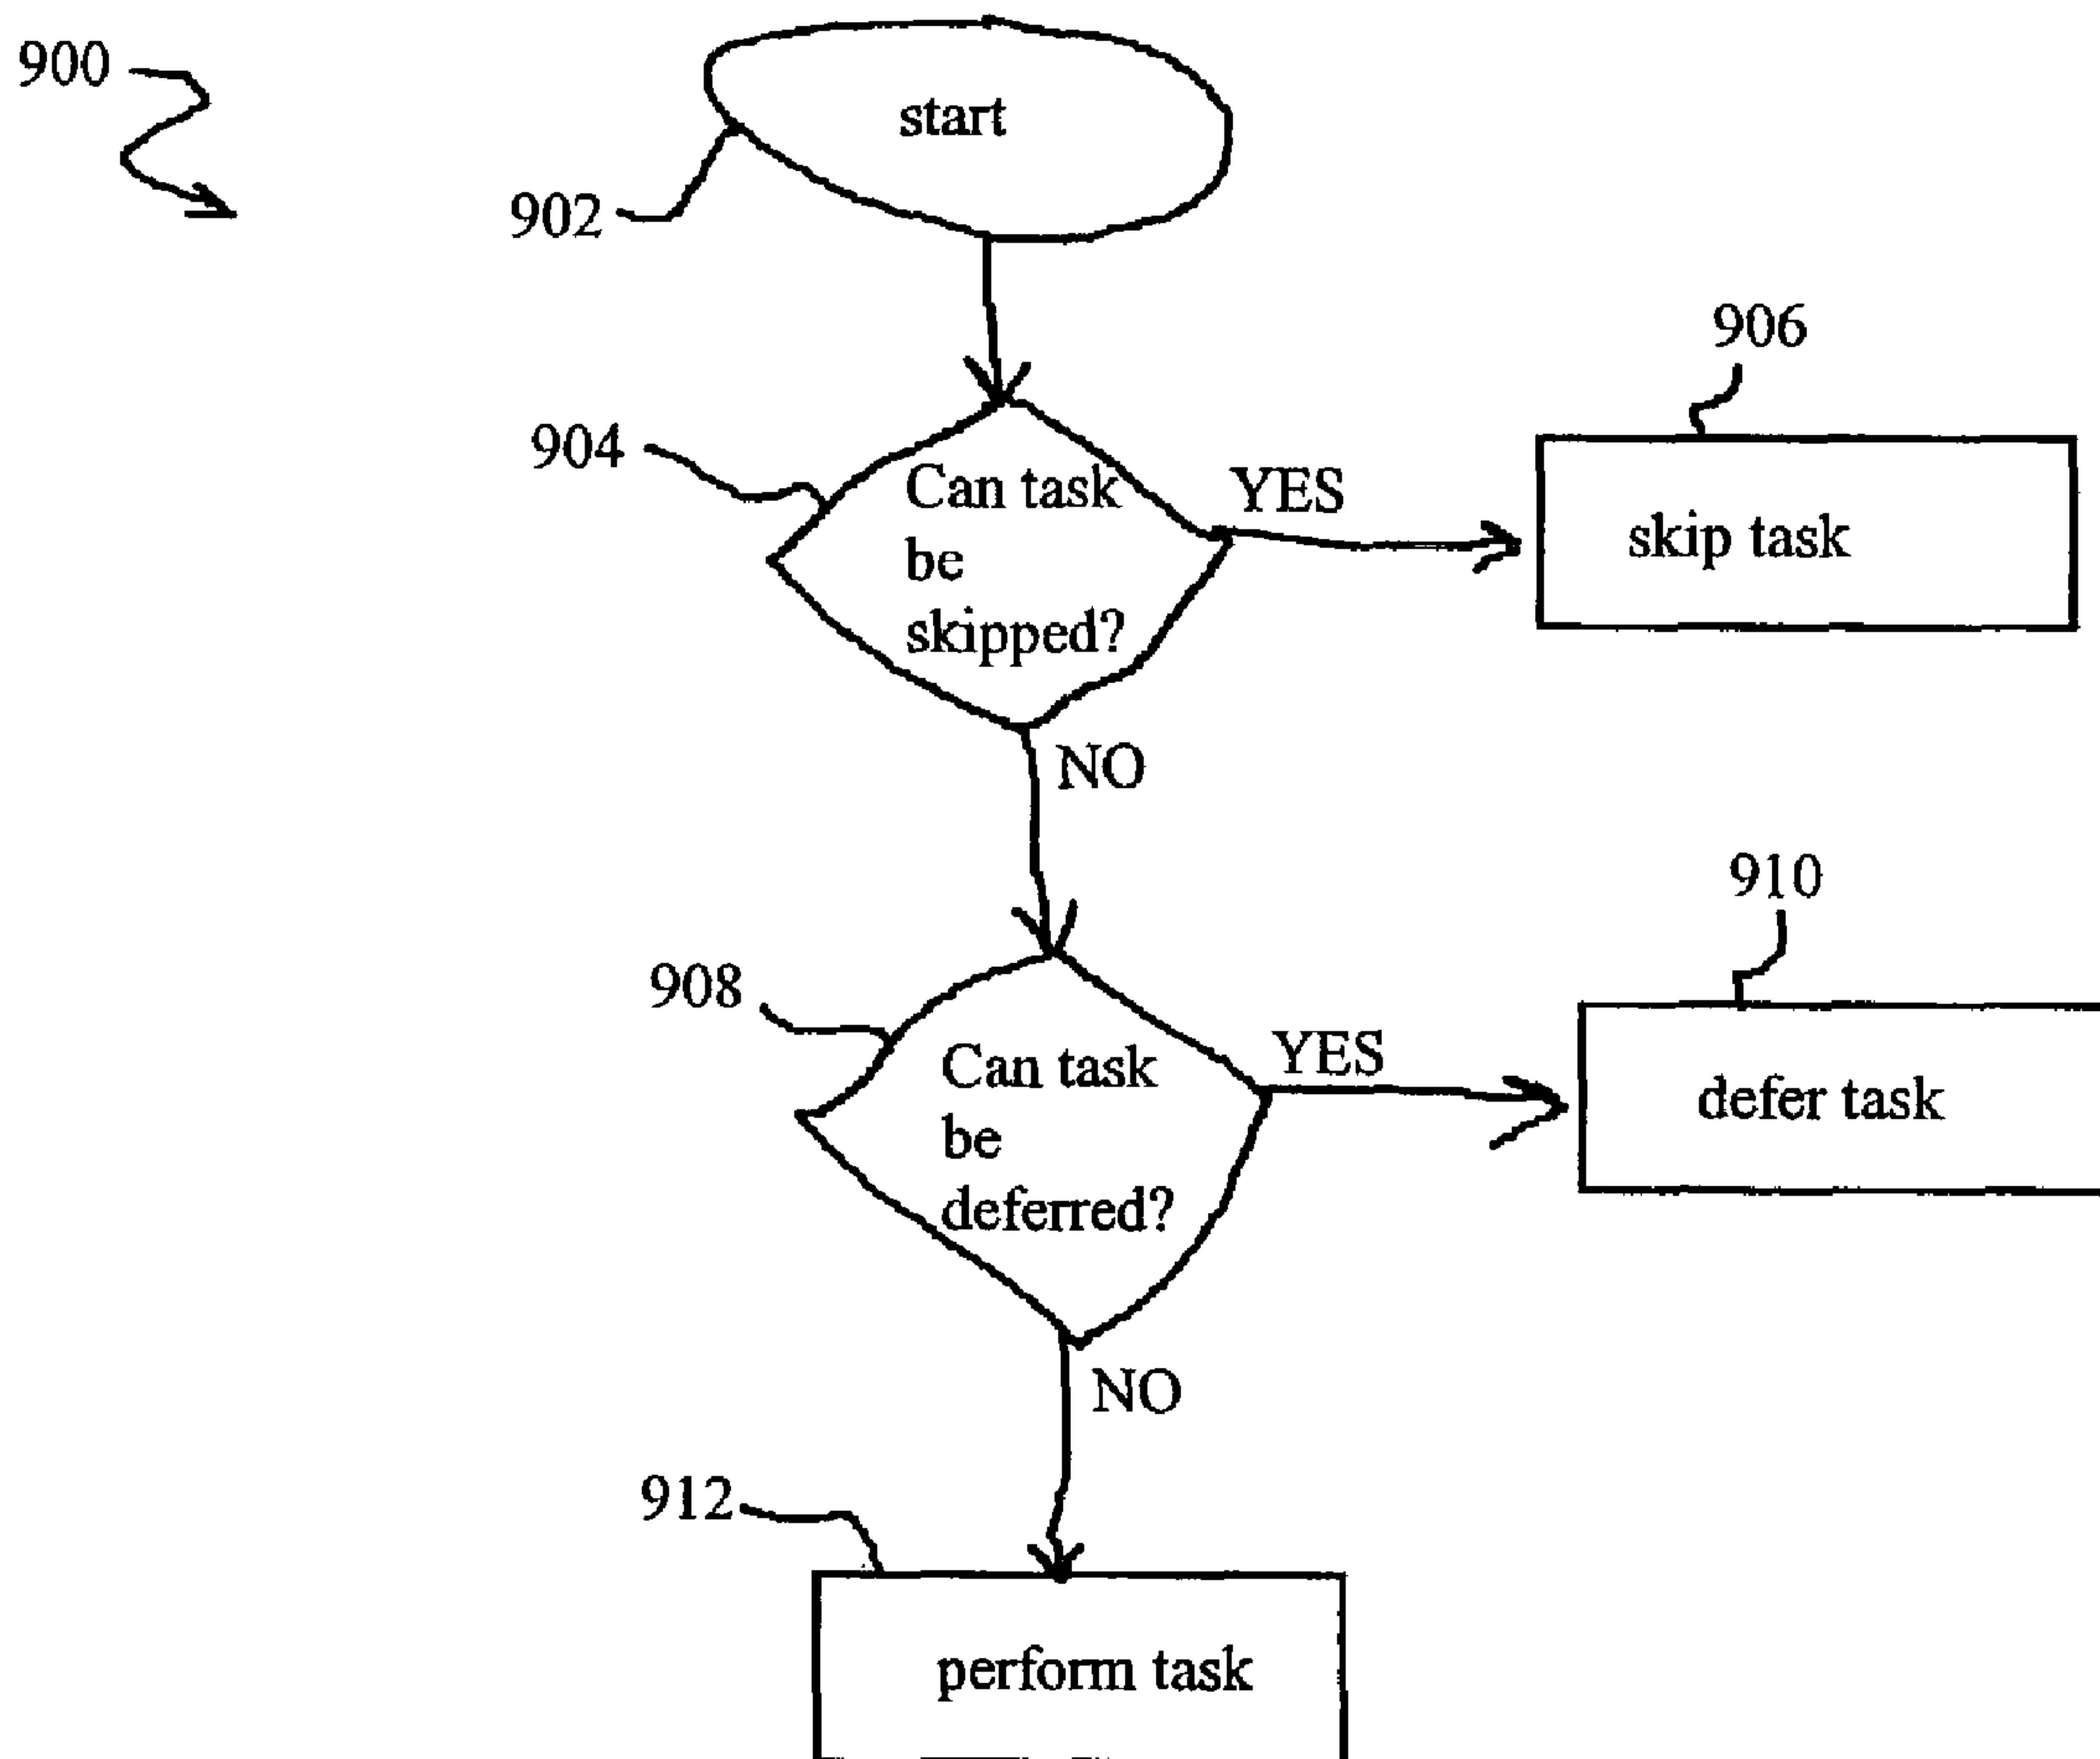 900
start
902
906
904
Can task
be
skipped?
YES
skip task
NO
910
908
Can task
be
deferred?
YES
defer task
NO
912
perform task